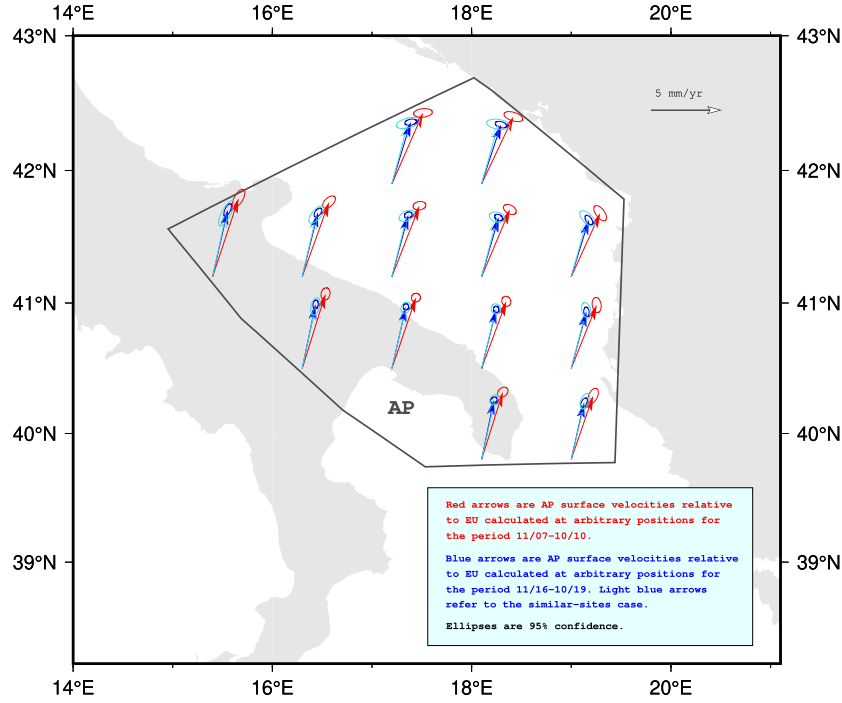 14°E 16°E 18°E 20°E
43°N 43°N
5 mm/yr
42°N 42°N
41°N 41°N
AP
40°N 40°N
Red arrows are AP surface velocities relative
to EU calculated at arbitrary positions for
the period 11/07-10/10.
Blue arrows are AP surface velocities relative
to EU calculated at arbitrary positions for
the period 11/16-10/19. Light blue arrows
refer to the similar-sites case.
Ellipses are 95% confidence.
39°N 39°N
14°E 16°E 18°E 20°E